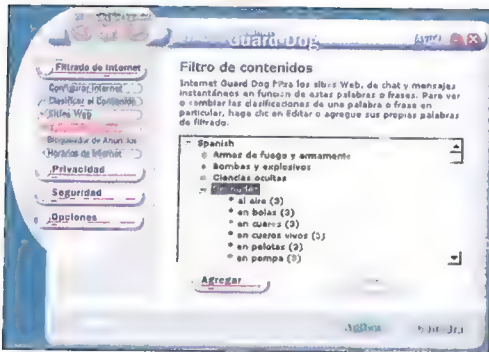 Guard Dog
Filtrado de Internet
Configurar Internet
Clasificar el Contenido
Sitios Web
Bloqueador de Anuncios
Horarios de Internet
Privacidad
Seguridad
Opciones
Filtro de contenidos
Internet Guard Dog filtra los sitios Web, de chat y mensajes
instantáneos en función de estas palabras o frases. Para ver
o cambiar las clasificaciones de una palabra o frase en
particular, haga clic en Editar o agregue sus propias palabras
de filtrado.
Spanish
Armas de fuego y armamento
Bombas y explosivos
Ciencias ocultas
al aire (3)
en bolas (3)
en cueros (3)
en cueros vivos (3)
en pelotas (3)
en pompa (3)
Agregar